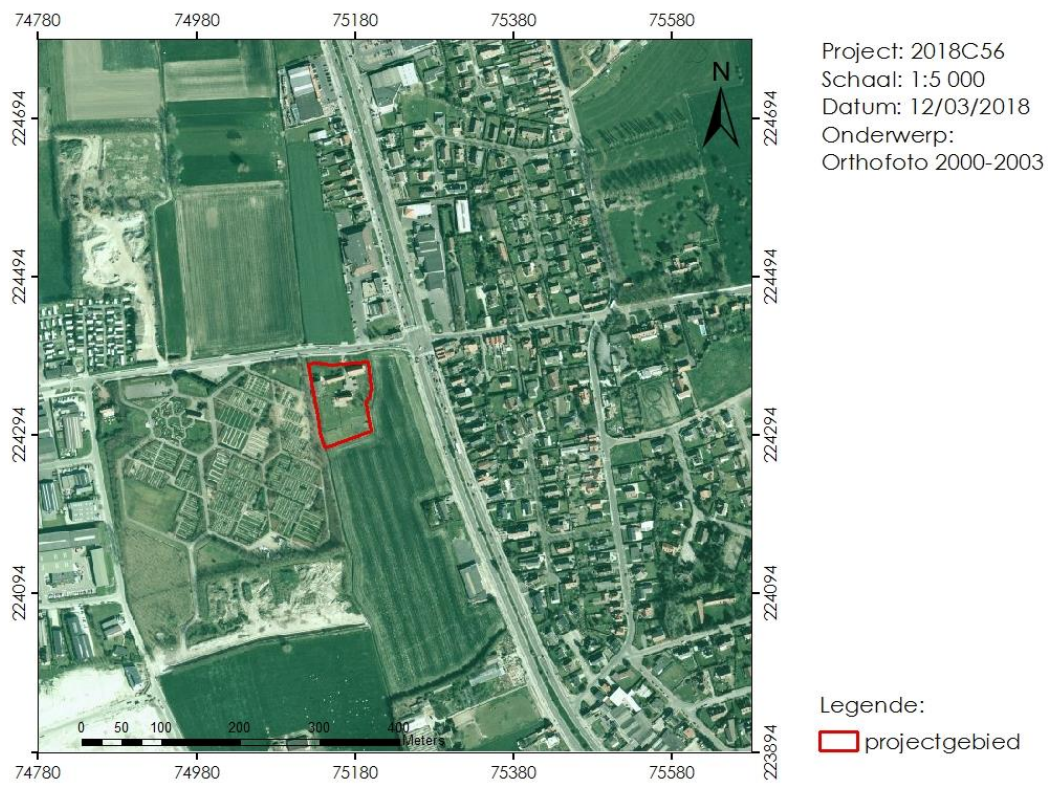 74780 74980 75180 75380 75580
Project: 2018C56
Schaal: 1:5 000
Datum: 12/03/2018
Onderwerp:
Orthofoto 2000-2003
N
224694 224694
224494 224494
224294 224294
224094 224094
223894
0 50 100 200 300 400
Meters
Legende:
projectgebied
74780 74980 75180 75380 75580